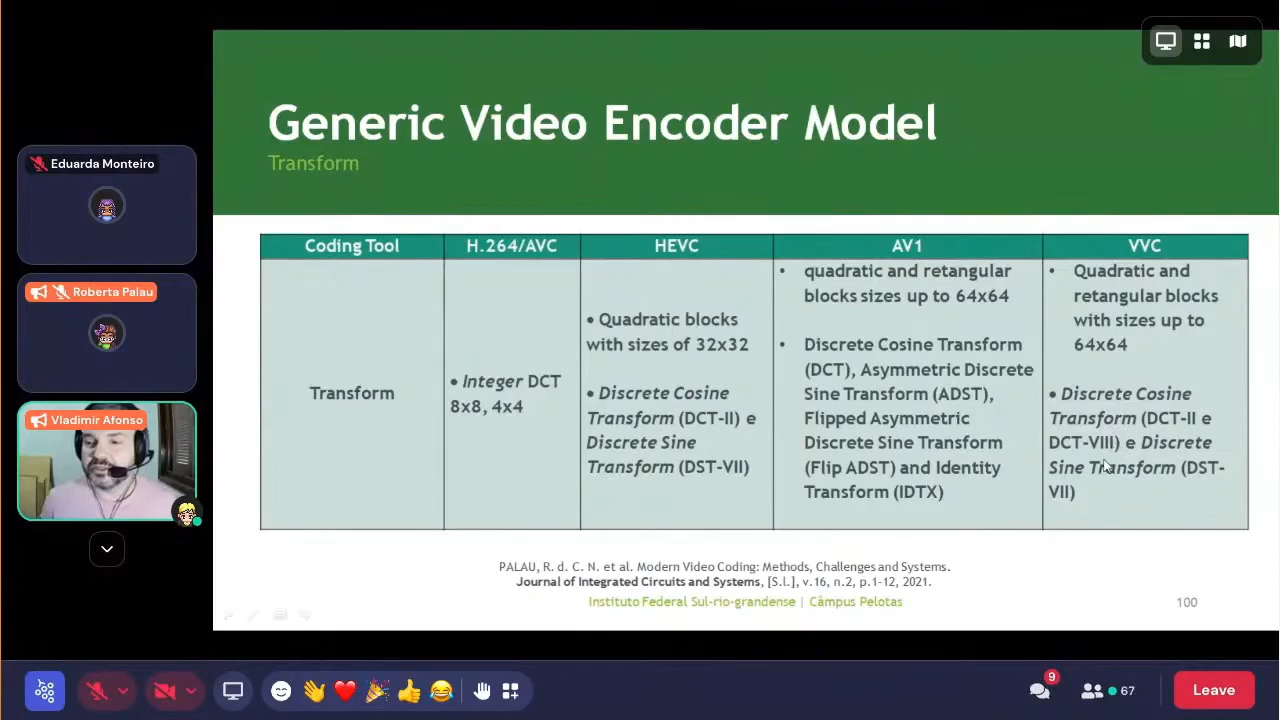 Generic Video Encoder Model
Transform
Eduarda Monteiro
Roberta Palau
Vladimir Afonso
Coding Tool
H.264/AVC
HEVC
AV1
VVC
Transform
• Integer DCT
8x8, 4x4
• Quadratic blocks
with sizes of 32x32
• Discrete Cosine
Transform (DCT-II) e
Discrete Sine
Transform (DST-VII)
• quadratic and retangular
blocks sizes up to 64x64
• Discrete Cosine Transform
(DCT), Asymmetric Discrete
Sine Transform (ADST),
Flipped Asymmetric
Discrete Sine Transform
(Flip ADST) and Identity
Transform (IDTX)
• Quadratic and
retangular blocks
with sizes up to
64x64
• Discrete Cosine
Transform (DCT-II e
DCT-VIII) e Discrete
Sine Transform (DST-
VII)
PALAU, R. d. C. N. et al. Modern Video Coding: Methods, Challenges and Systems.
Journal of Integrated Circuits and Systems, [S.l.], v.16, n.2, p.1-12, 2021.
Instituto Federal Sul-rio-grandense | Câmpus Pelotas
100
9
67
Leave